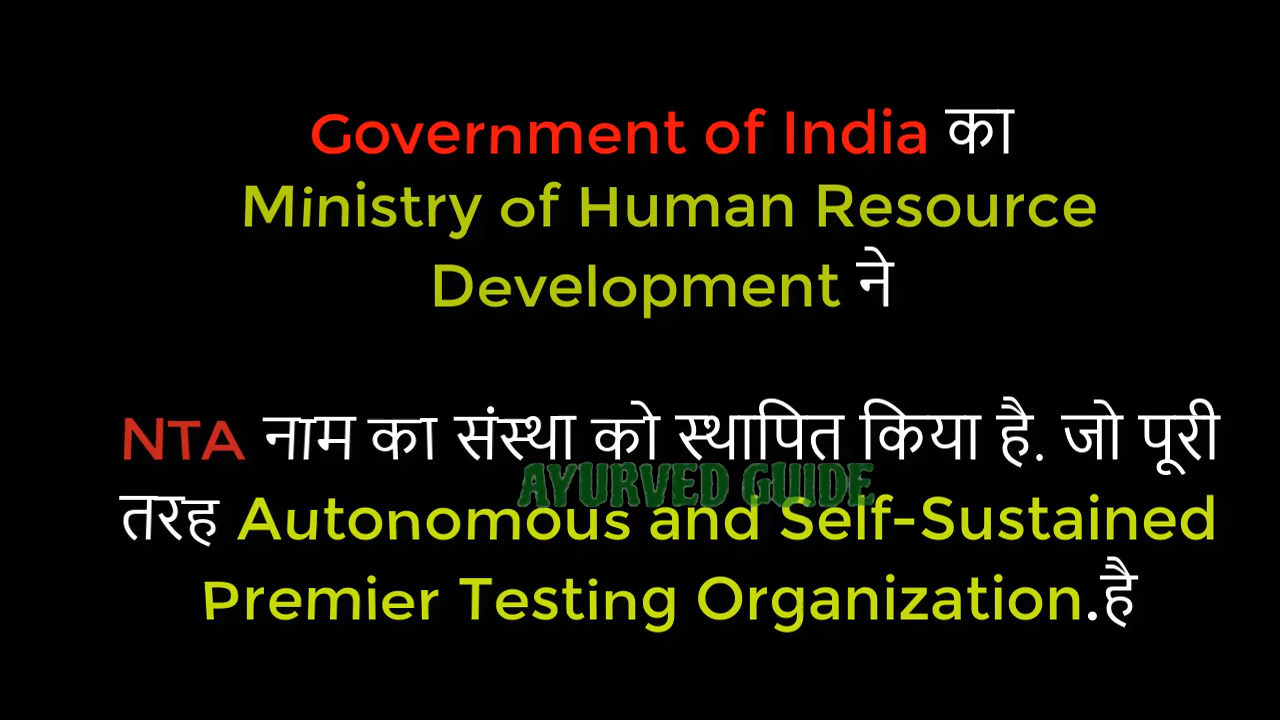 Government of India का
Ministry of Human Resource
Development ने
NTA नाम का संस्था को स्थापित किया है. जो पूरी
AYURVED GUIDE
तरह Autonomous and Self-Sustained
Premier Testing Organization.है